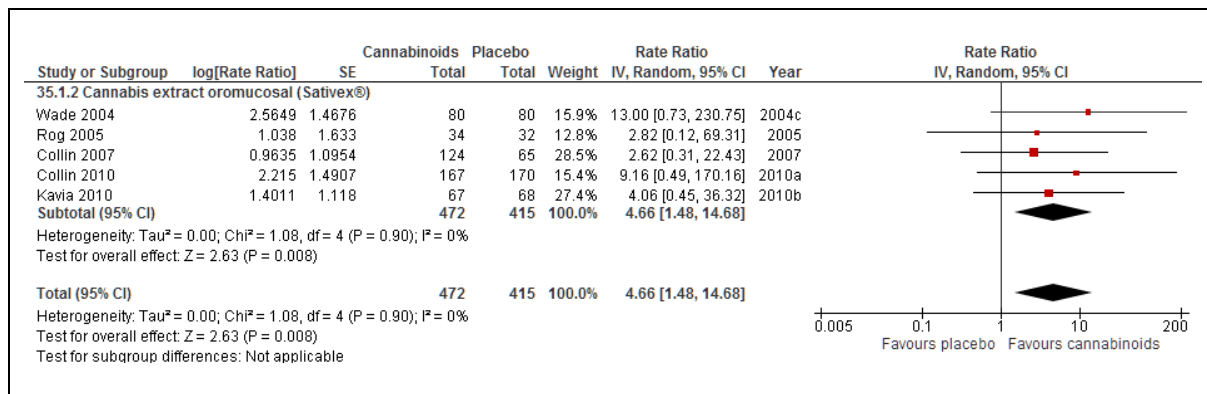 Cannabinoids Placebo Rate Ratio Rate Ratio
Study or Subgroup log[Rate Ratio] SE Total Total Weight IV, Random, 95% CI Year IV, Random, 95% CI
35.1.2 Cannabis extract oromucosal (Sativex®)
Wade 2004 2.5649 1.4676 80 80 15.9% 13.00 [0.73, 230.75] 2004c
Rog 2005 1.038 1.633 34 32 12.8% 2.82 [0.12, 69.31] 2005
Collin 2007 0.9635 1.0954 124 65 28.5% 2.62 [0.31, 22.43] 2007
Collin 2010 2.215 1.4907 167 170 15.4% 9.16 [0.49, 170.16] 2010a
Kavia 2010 1.4011 1.118 67 68 27.4% 4.06 [0.45, 36.32] 2010b
Subtotal (95% CI) 472 415 100.0% 4.66 [1.48, 14.68]
Heterogeneity: Tau² = 0.00; Chi² = 1.08, df = 4 (P = 0.90); I² = 0%
Test for overall effect: Z = 2.63 (P = 0.008)
Total (95% CI) 472 415 100.0% 4.66 [1.48, 14.68]
Heterogeneity: Tau² = 0.00; Chi² = 1.08, df = 4 (P = 0.90); I² = 0%
Test for overall effect: Z = 2.63 (P = 0.008)
Test for subgroup differences: Not applicable
0.005 0.1 1 10 200
Favours placebo Favours cannabinoids